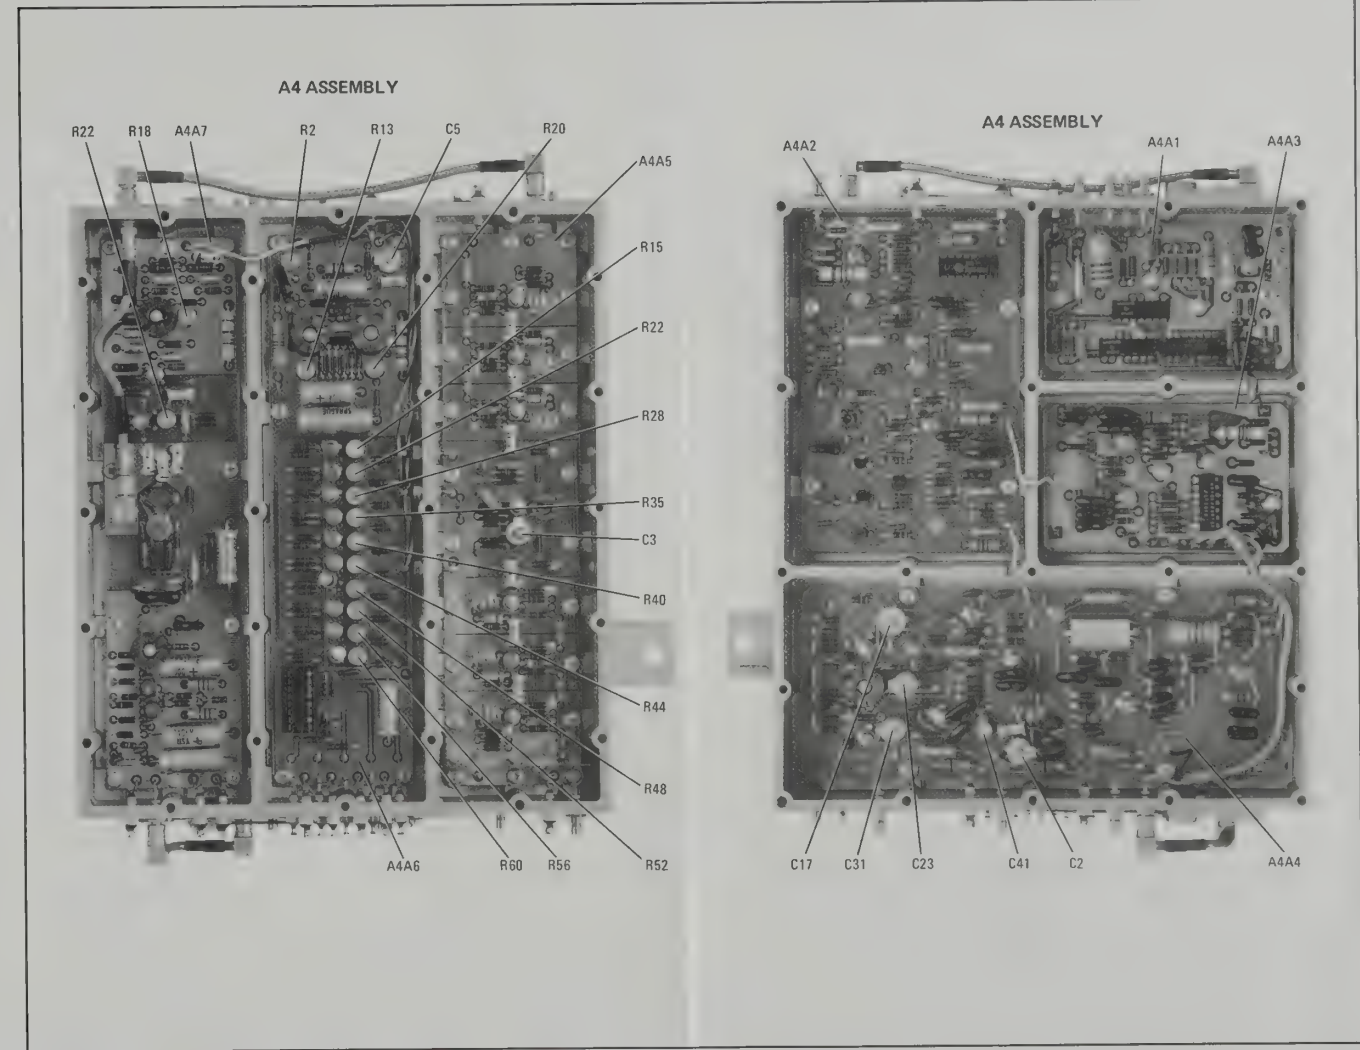 A4 ASSEMBLY
R22 R18 A4A7 R2 R13 C5 R20
A4A5
R15
R22
R28
R35
C3
R40
R44
R48
A4A6 R60 R56 R52
A4 ASSEMBLY
A4A2 A4A1 A4A3
C17 C31 C23 C41 C2 A4A4